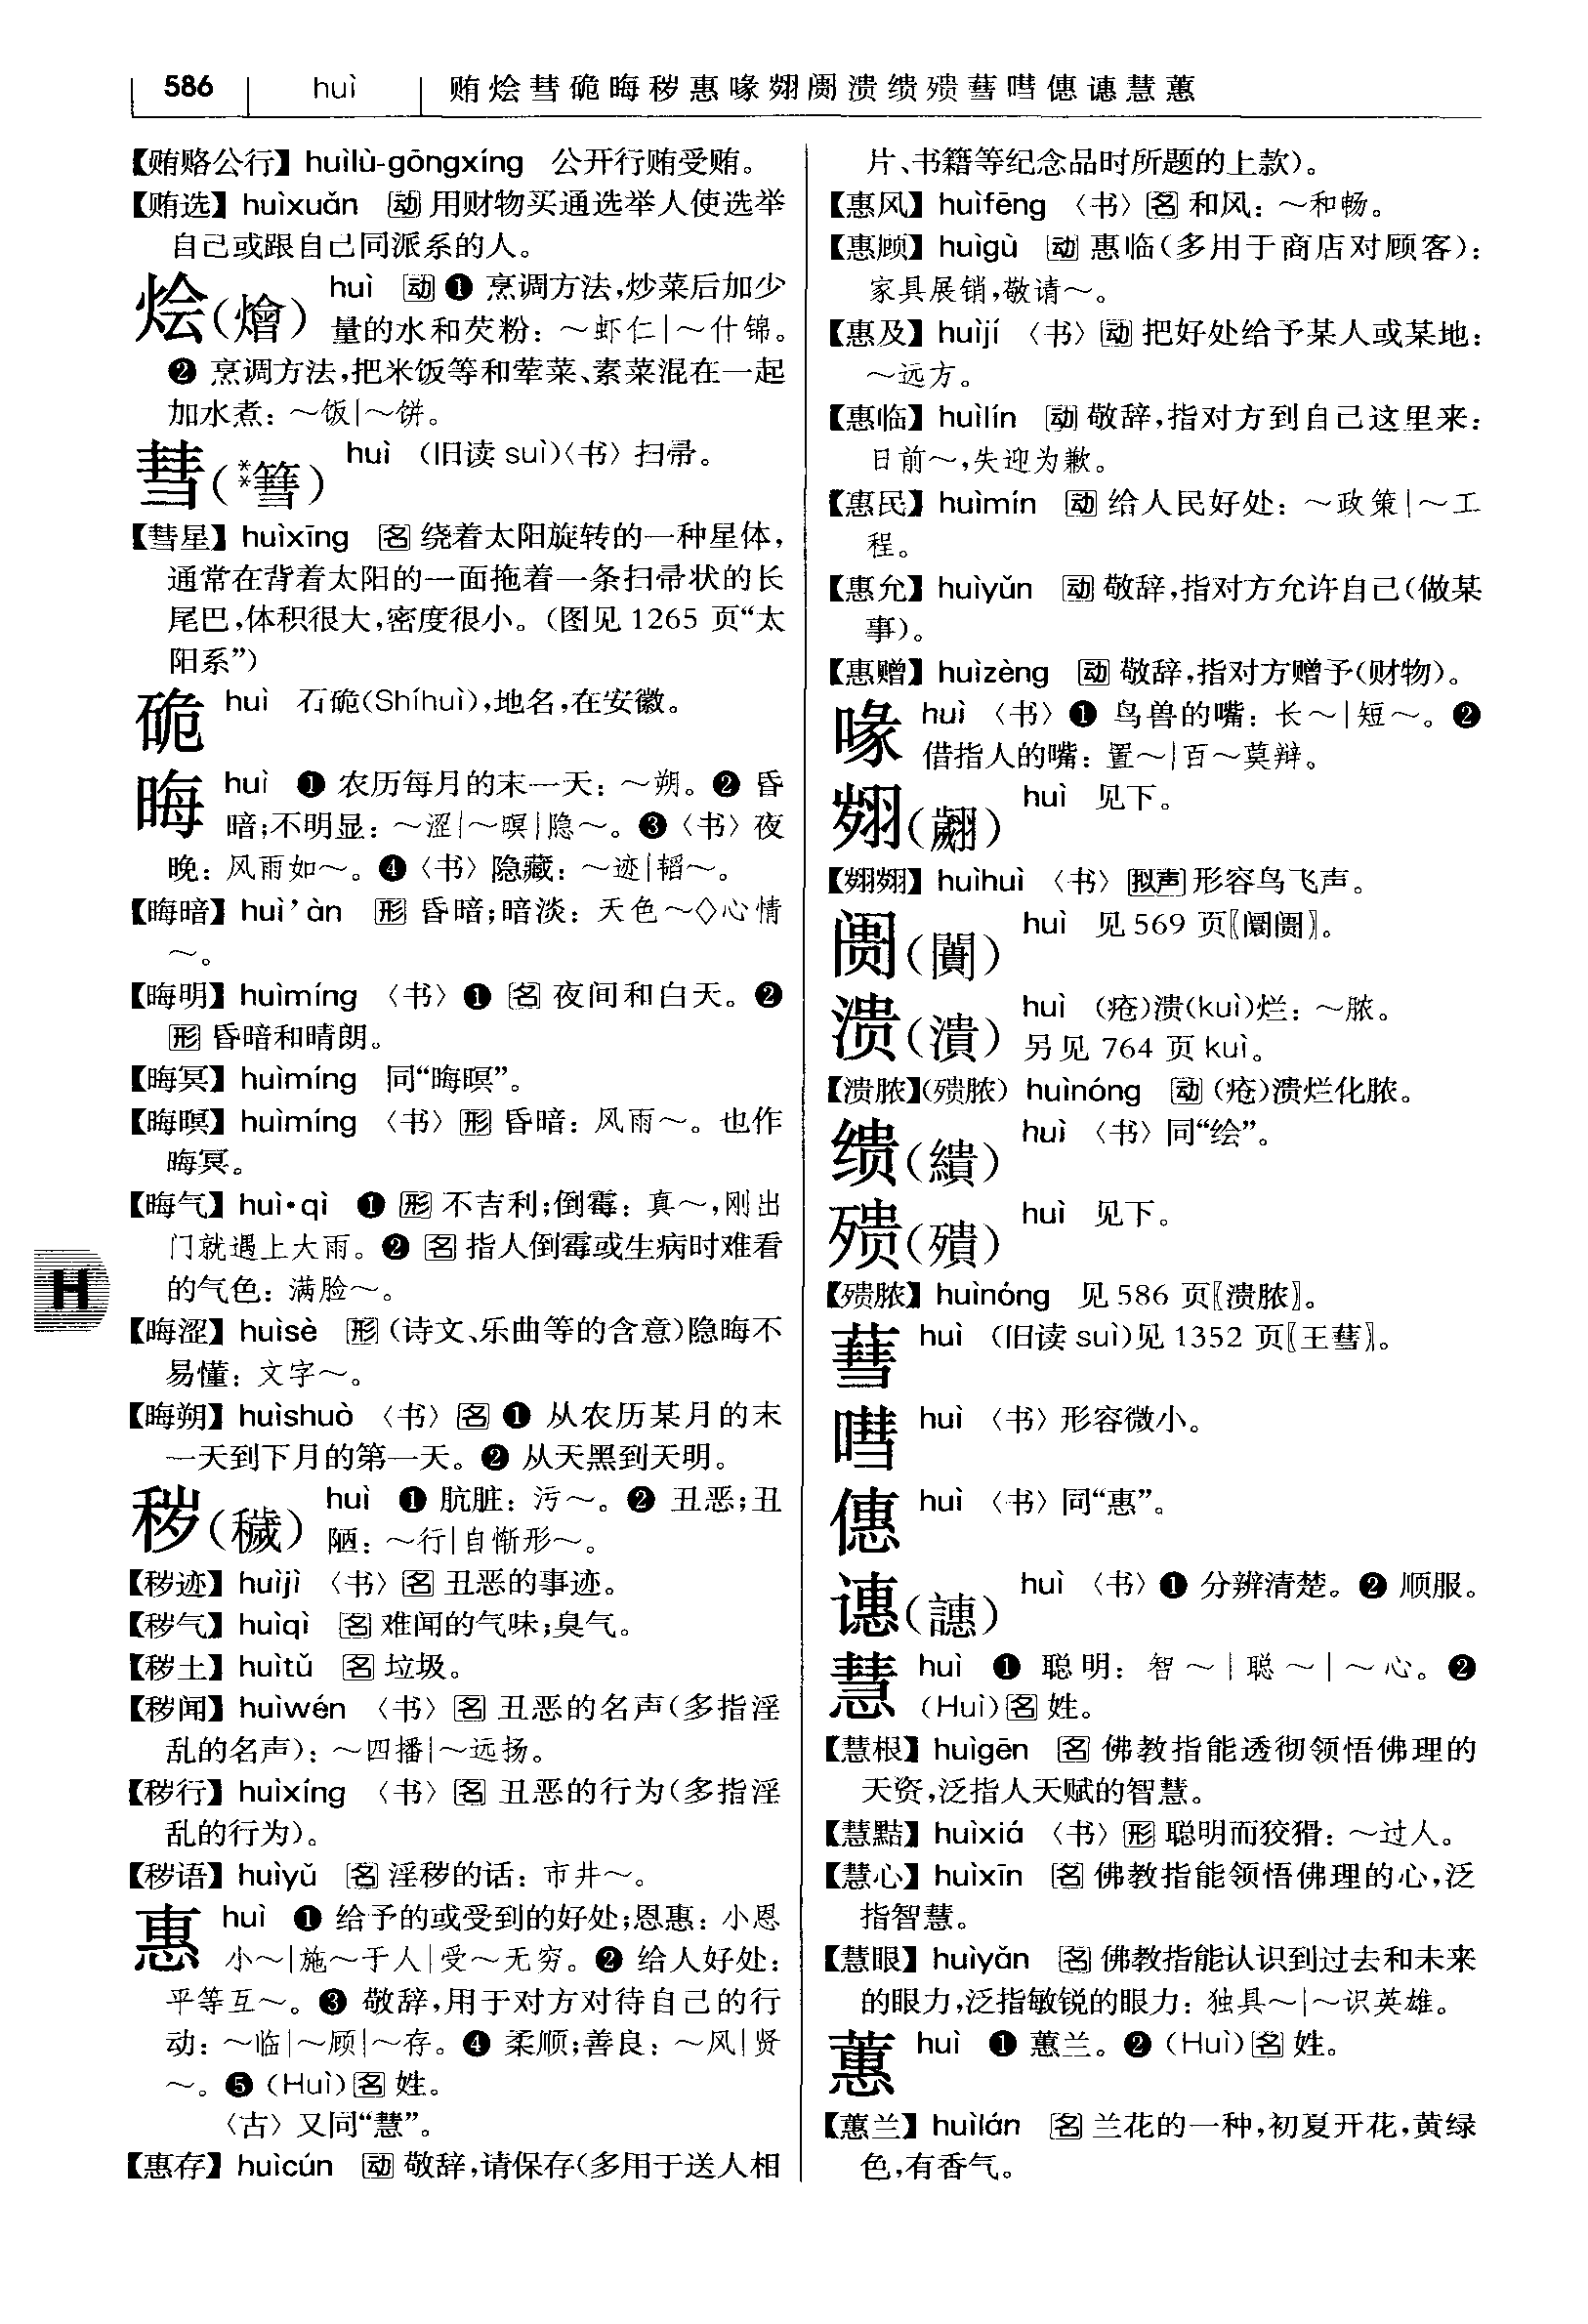 586 huì 贿烩彗硊晦秽惠喙翙阓溃缋殨䔺嘒僡譓慧蕙
【贿赂公行】 huìlù-gōngxíng 公开行贿受贿。
【贿选】 huìxuǎn 动 用财物买通选举人使选举
自己或跟自己同派系的人。
烩(燴) huì 动 ❶ 烹调方法,炒菜后加少
量的水和芡粉:～虾仁|～什锦。
❷ 烹调方法,把米饭等和荤菜、素菜混在一起
加水煮:～饭|～饼。
彗(**篲) huì (旧读 suì)〈书〉扫帚。
【彗星】 huìxīng 名 绕着太阳旋转的一种星体,
通常在背着太阳的一面拖着一条扫帚状的长
尾巴,体积很大,密度很小。(图见 1265 页“太
阳系”)
硊 huì 石硊(Shíhuì),地名,在安徽。
晦 huì ❶ 农历每月的末一天:～朔。❷ 昏
暗;不明显:～涩|～暝|隐～。❸〈书〉夜
晚:风雨如～。❹〈书〉隐藏:～迹|韬～。
【晦暗】 huì’àn 形 昏暗;暗淡:天色～◇心情
～。
【晦明】 huìmíng 〈书〉❶ 名 夜间和白天。❷
形 昏暗和晴朗。
【晦冥】 huìmíng 同“晦暝”。
【晦暝】 huìmíng 〈书〉形 昏暗:风雨～。也作
晦冥。
【晦气】 huì•qì ❶ 形 不吉利;倒霉:真～,刚出
门就遇上大雨。❷ 名 指人倒霉或生病时难看
的气色:满脸～。
【晦涩】 huìsè 形 (诗文、乐曲等的含意)隐晦不
易懂:文字～。
【晦朔】 huìshuò 〈书〉名 ❶ 从农历某月的末
一天到下月的第一天。❷ 从天黑到天明。
秽(穢) huì ❶ 肮脏:污～。❷ 丑恶;丑
陋:～行|自惭形～。
【秽迹】 huìjì 〈书〉名 丑恶的事迹。
【秽气】 huìqì 名 难闻的气味;臭气。
【秽土】 huìtǔ 名 垃圾。
【秽闻】 huìwén 〈书〉名 丑恶的名声(多指淫
乱的名声):～四播|～远扬。
【秽行】 huìxíng 〈书〉名 丑恶的行为(多指淫
乱的行为)。
【秽语】 huìyǔ 名 淫秽的话:市井～。
惠 huì ❶ 给予的或受到的好处;恩惠:小恩
小～|施～于人|受～无穷。❷ 给人好处:
平等互～。❸ 敬辞,用于对方对待自己的行
动:～临|～顾|～存。❹ 柔顺;善良:～风|贤
～。❺ (Huì)名 姓。
〈古〉又同“慧”。
【惠存】 huìcún 动 敬辞,请保存(多用于送人相
片、书籍等纪念品时所题的上款)。
【惠风】 huìfēng 〈书〉名 和风:～和畅。
【惠顾】 huìgù 动 惠临(多用于商店对顾客):
家具展销,敬请～。
【惠及】 huìjí 〈书〉动 把好处给予某人或某地:
～远方。
【惠临】 huìlín 动 敬辞,指对方到自己这里来:
日前～,失迎为歉。
【惠民】 huìmín 动 给人民好处:～政策|～工
程。
【惠允】 huìyǔn 动 敬辞,指对方允许自己(做某
事)。
【惠赠】 huìzèng 动 敬辞,指对方赠予(财物)。
喙 huì 〈书〉❶ 鸟兽的嘴:长～|短～。❷
借指人的嘴:置～|百～莫辩。
翙(翽) huì 见下。
【翙翙】 huìhuì 〈书〉拟声 形容鸟飞声。
阓(闠) huì 见 569 页〖阛阓〗。
溃(潰) huì (疮)溃(kuì)烂:～脓。
另见 764 页 kuì。
【溃脓】(殨脓) huìnóng 动 (疮)溃烂化脓。
缋(繢) huì 〈书〉同“绘”。
殨(殨) huì 见下。
【殨脓】 huìnóng 见 586 页〖溃脓〗。
䔺 huì (旧读 suì)见 1352 页〖王䔺〗。
嘒 huì 〈书〉形容微小。
僡 huì 〈书〉同“惠”。
譓(譓) huì 〈书〉❶ 分辨清楚。❷ 顺服。
慧 huì ❶ 聪明:智～|聪～|～心。❷
(Huì)名 姓。
【慧根】 huìgēn 名 佛教指能透彻领悟佛理的
天资,泛指人天赋的智慧。
【慧黠】 huìxiá 〈书〉形 聪明而狡猾:～过人。
【慧心】 huìxīn 名 佛教指能领悟佛理的心,泛
指智慧。
【慧眼】 huìyǎn 名 佛教指能认识到过去和未来
的眼力,泛指敏锐的眼力:独具～|～识英雄。
蕙 huì ❶ 蕙兰。❷ (Huì)名 姓。
【蕙兰】 huìlán 名 兰花的一种,初夏开花,黄绿
色,有香气。
H